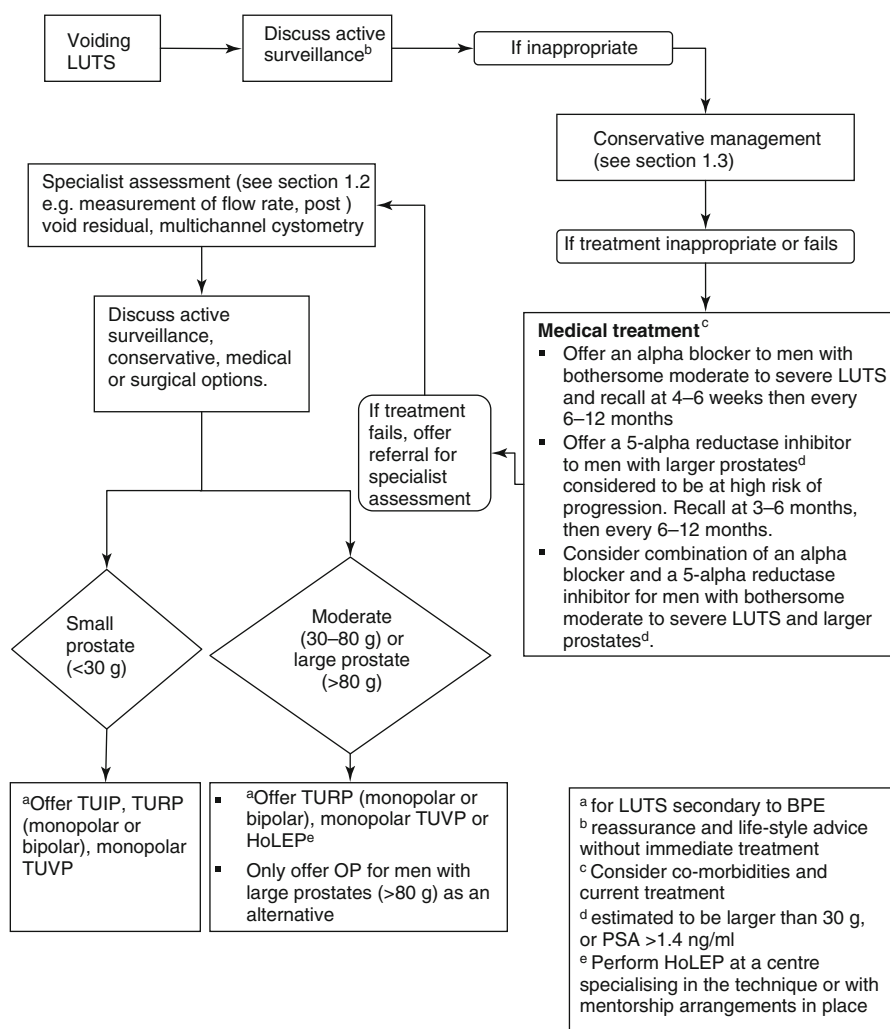 Voiding
LUTS
Discuss active
surveillanceᵇ
If inappropriate
Conservative management
(see section 1.3)
If treatment inappropriate or fails
Medical treatmentᶜ
▪ Offer an alpha blocker to men with
bothersome moderate to severe LUTS
and recall at 4–6 weeks then every
6–12 months
▪ Offer a 5-alpha reductase inhibitor
to men with larger prostatesᵈ
considered to be at high risk of
progression. Recall at 3–6 months,
then every 6–12 months.
▪ Consider combination of an alpha
blocker and a 5-alpha reductase
inhibitor for men with bothersome
moderate to severe LUTS and larger
prostatesᵈ.
If treatment
fails, offer
referral for
specialist
assessment
Specialist assessment (see section 1.2
e.g. measurement of flow rate, post )
void residual, multichannel cystometry
Discuss active
surveillance,
conservative, medical
or surgical options.
Small
prostate
(<30 g)
Moderate
(30–80 g) or
large prostate
(>80 g)
ᵃOffer TUIP, TURP
(monopolar or
bipolar), monopolar
TUVP
▪ ᵃOffer TURP (monopolar or
bipolar), monopolar TUVP or
HoLEPᵉ
▪ Only offer OP for men with
large prostates (>80 g) as an
alternative
ᵃ for LUTS secondary to BPE
ᵇ reassurance and life-style advice
without immediate treatment
ᶜ Consider co-morbidities and
current treatment
ᵈ estimated to be larger than 30 g,
or PSA >1.4 ng/ml
ᵉ Perform HoLEP at a centre
specialising in the technique or with
mentorship arrangements in place